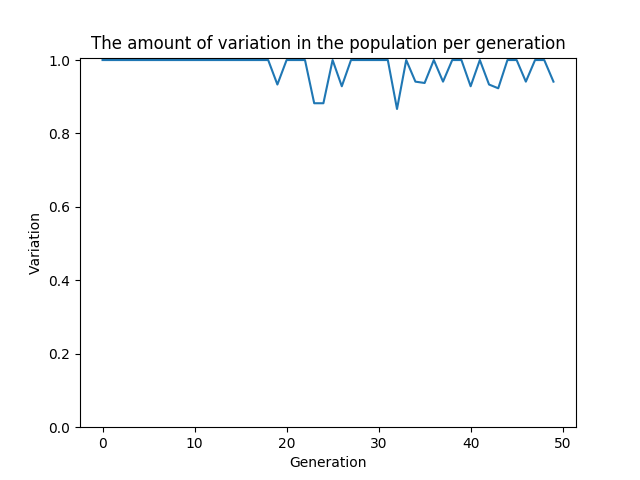 The amount of variation in the population per generation
1.0
0.8
0.6
0.4
0.2
0.0
Variation
0 10 20 30 40 50
Generation